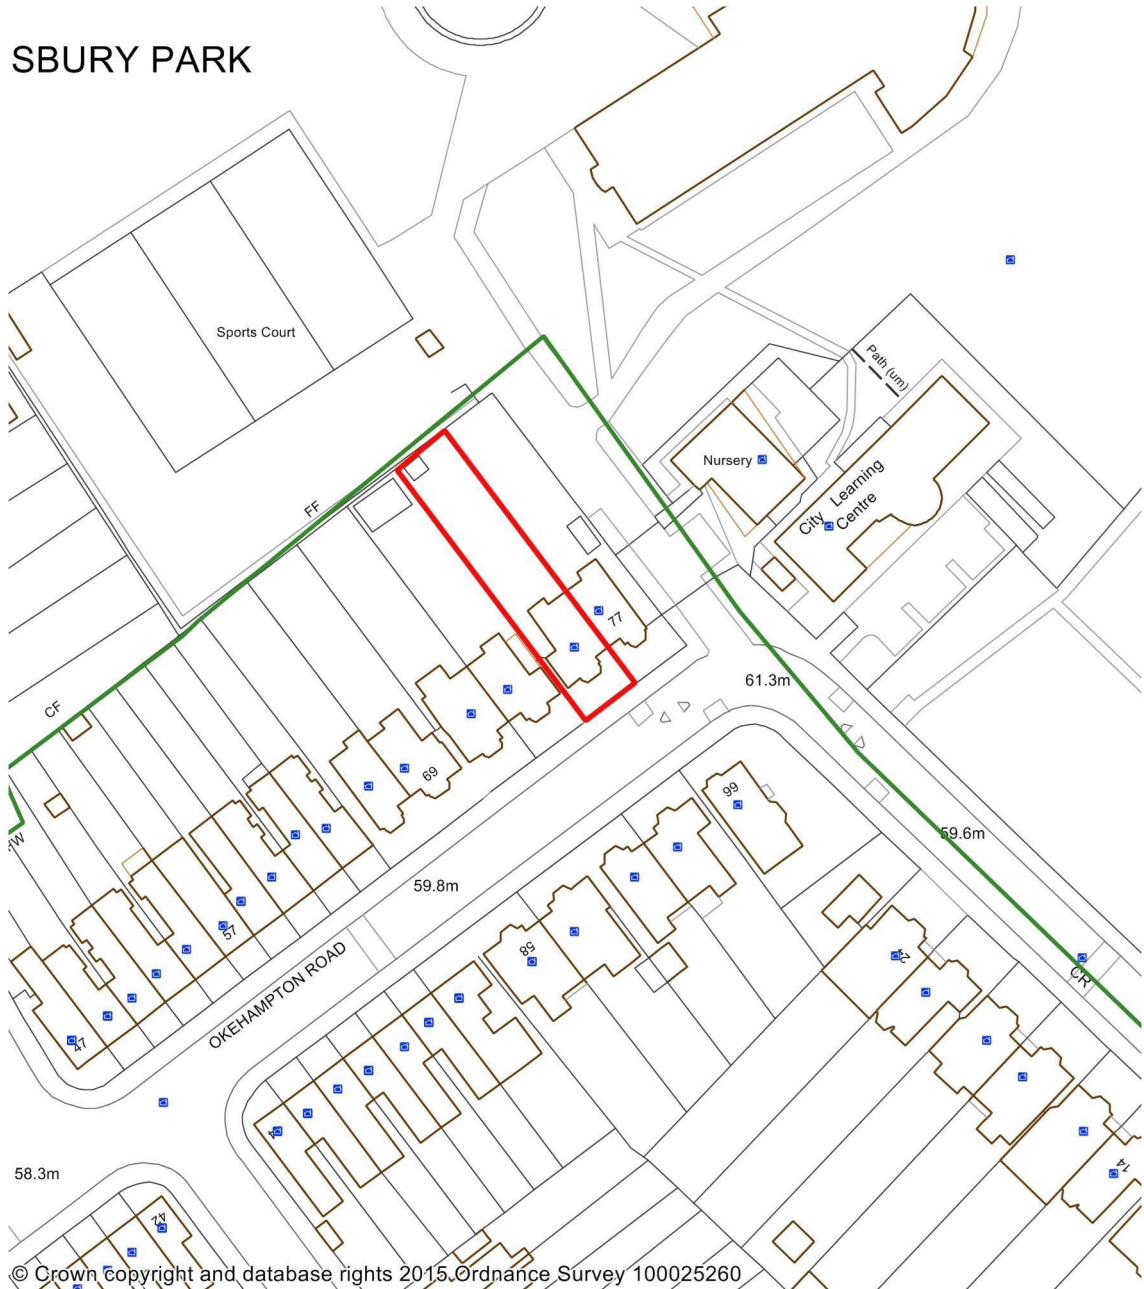 SBURY PARK
Sports Court
Path (um)
Nursery
City Learning
Centre
FF
77
CF
61.3m
69
66
59.6m
59.8m
57
58
24
CR
OKEHAMPTON ROAD
47
14
58.3m
42
© Crown copyright and database rights 2015 Ordnance Survey 100025260